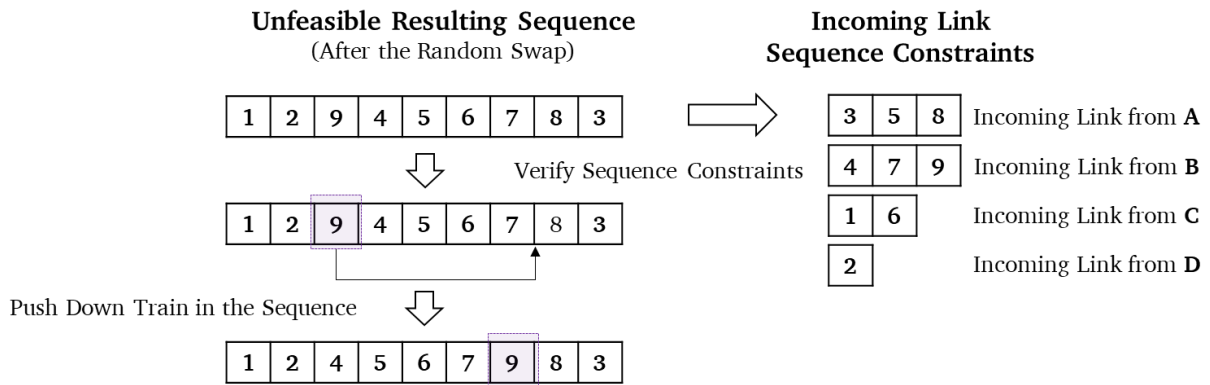 Unfeasible Resulting Sequence
(After the Random Swap)
Incoming Link
Sequence Constraints
1 2 9 4 5 6 7 8 3
3 5 8 Incoming Link from A
Verify Sequence Constraints
4 7 9 Incoming Link from B
1 2 9 4 5 6 7 8 3
1 6 Incoming Link from C
2 Incoming Link from D
Push Down Train in the Sequence
1 2 4 5 6 7 9 8 3